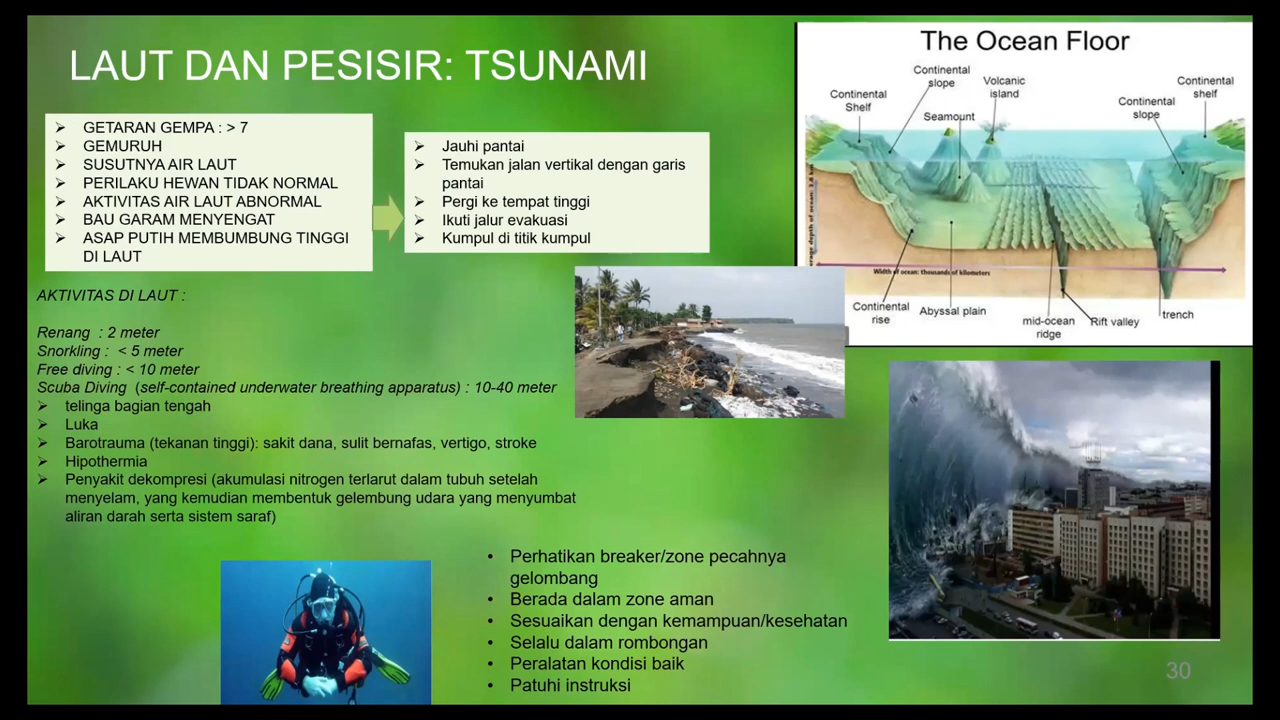 LAUT DAN PESISIR: TSUNAMI
GETARAN GEMPA : > 7
GEMURUH
SUSUTNYA AIR LAUT
PERILAKU HEWAN TIDAK NORMAL
AKTIVITAS AIR LAUT ABNORMAL
BAU GARAM MENYENGAT
ASAP PUTIH MEMBUMBUNG TINGGI
DI LAUT
Jauhi pantai
Temukan jalan vertikal dengan garis
pantai
Pergi ke tempat tinggi
Ikuti jalur evakuasi
Kumpul di titik kumpul
The Ocean Floor
Continental
Shelf
Continental
slope
Volcanic
island
Seamount
Continental
slope
Continental
shelf
depth of ocean: 3.8 km
Width of ocean: thousands of kilometers
Continental
rise
Abyssal plain
mid-ocean
ridge
Rift valley
trench
AKTIVITAS DI LAUT :
Renang : 2 meter
Snorkling : < 5 meter
Free diving : < 10 meter
Scuba Diving (self-contained underwater breathing apparatus) : 10-40 meter
telinga bagian tengah
Luka
Barotrauma (tekanan tinggi): sakit dana, sulit bernafas, vertigo, stroke
Hipothermia
Penyakit dekompresi (akumulasi nitrogen terlarut dalam tubuh setelah
menyelam, yang kemudian membentuk gelembung udara yang menyumbat
aliran darah serta sistem saraf)
Perhatikan breaker/zone pecahnya
gelombang
Berada dalam zone aman
Sesuaikan dengan kemampuan/kesehatan
Selalu dalam rombongan
Peralatan kondisi baik
Patuhi instruksi
30